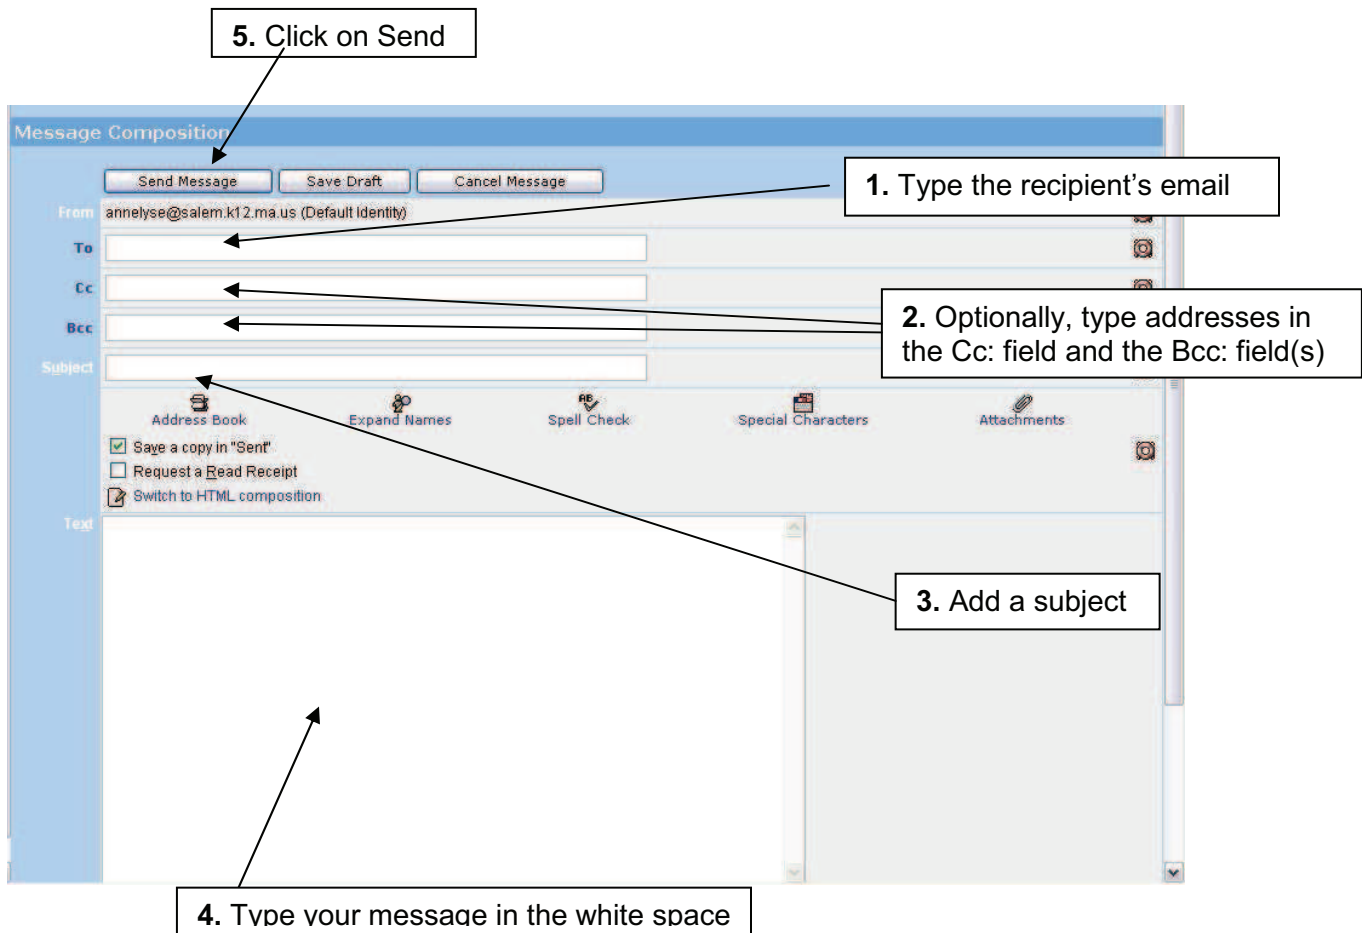 5. Click on Send
Message Composition
Send Message Save Draft Cancel Message
1. Type the recipient's email
From annelyse@salem.k12.ma.us (Default Identity)
To
Cc
2. Optionally, type addresses in
the Cc: field and the Bcc: field(s)
Bcc
Subject
Address Book Expand Names Spell Check Special Characters Attachments
Save a copy in "Sent"
Request a Read Receipt
Switch to HTML composition
Text
3. Add a subject
4. Type your message in the white space